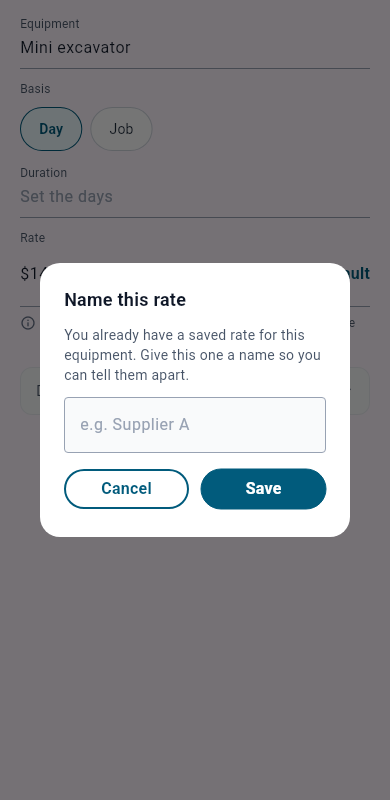 Equipment
Mini excavator
Basis
Day
Job
Duration
Set the days
Rate
Name this rate
You already have a saved rate for this
equipment. Give this one a name so you
can tell them apart.
e.g. Supplier A
Cancel
Save